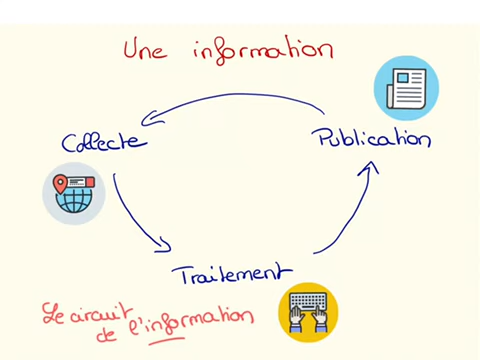 Une information
Collecte
Publication
Traitement
Le circuit
de l'information